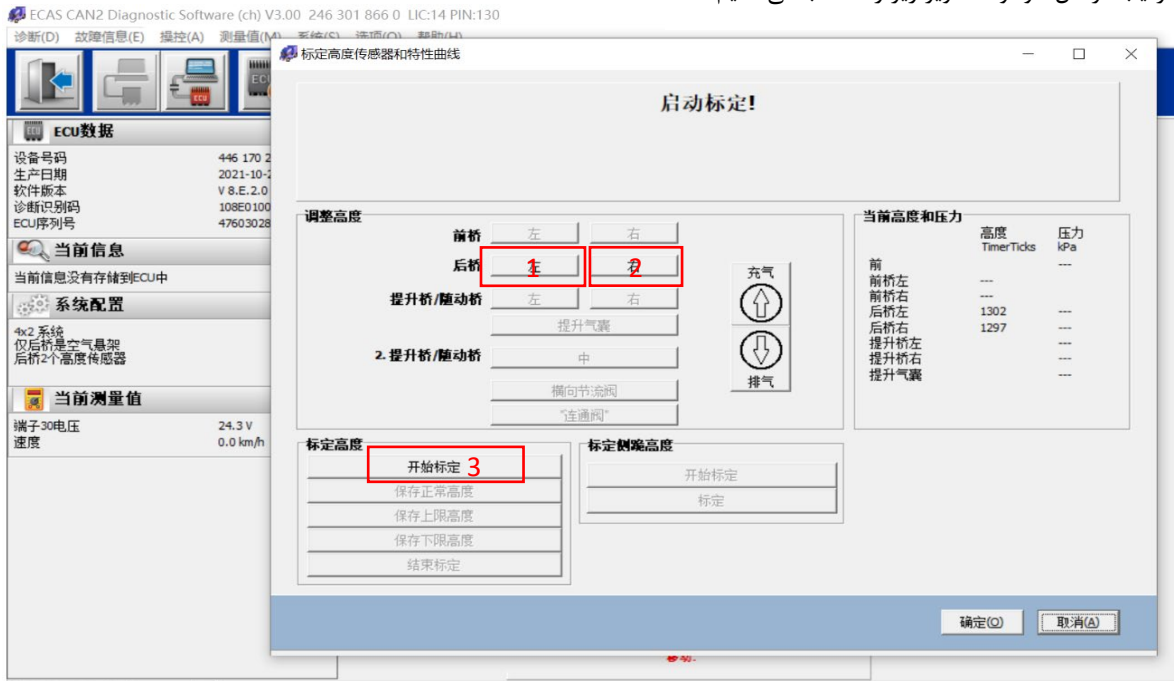 ECAS CAN2 Diagnostic Software (ch) V3.00 246 301 866 0 LIC:14 PIN:130
诊断(D) 故障信息(E) 操控(A) 测量值(M) 系统(S) 选项(O) 帮助(H)
标定高度传感器和特性曲线
启动标定!
ECU数据
设备号码 446 170 2
生产日期 2021-10-2
软件版本 V 8.E.2.0
诊断识别码 108E0100
ECU序列号 47603028
当前信息
当前信息没有存储到ECU中
系统配置
4x2 系统
仅后桥是空气悬架
后桥2个高度传感器
当前测量值
端子30电压 24.3 V
速度 0.0 km/h
调整高度
前桥 左 右
后桥 左 1 右 2
提升桥/随动桥 左 右
提升气囊
2. 提升桥/随动桥 中
横向节流阀
"连通阀"
充气
排气
当前高度和压力
高度 压力
TimerTicks kPa
前 ---
前桥左 ---
前桥右 ---
后桥左 1302 ---
后桥右 1297 ---
提升桥左 ---
提升桥右 ---
提升气囊 ---
标定高度
开始标定 3
保存正常高度
保存上限高度
保存下限高度
结束标定
标定侧跪高度
开始标定
标定
确定(O) 取消(A)
移动.